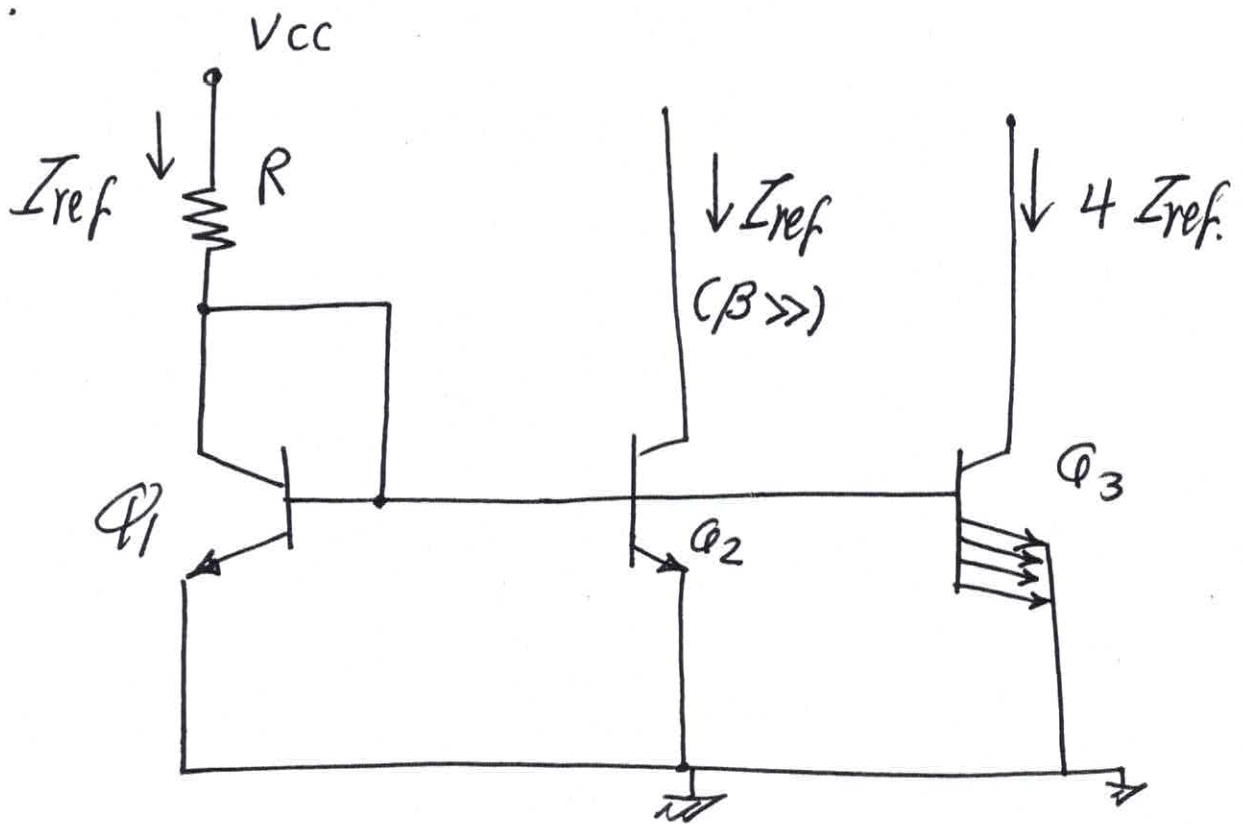 Vcc
Iref
R
Iref
(β >>)
4 Iref.
Q1
Q2
Q3